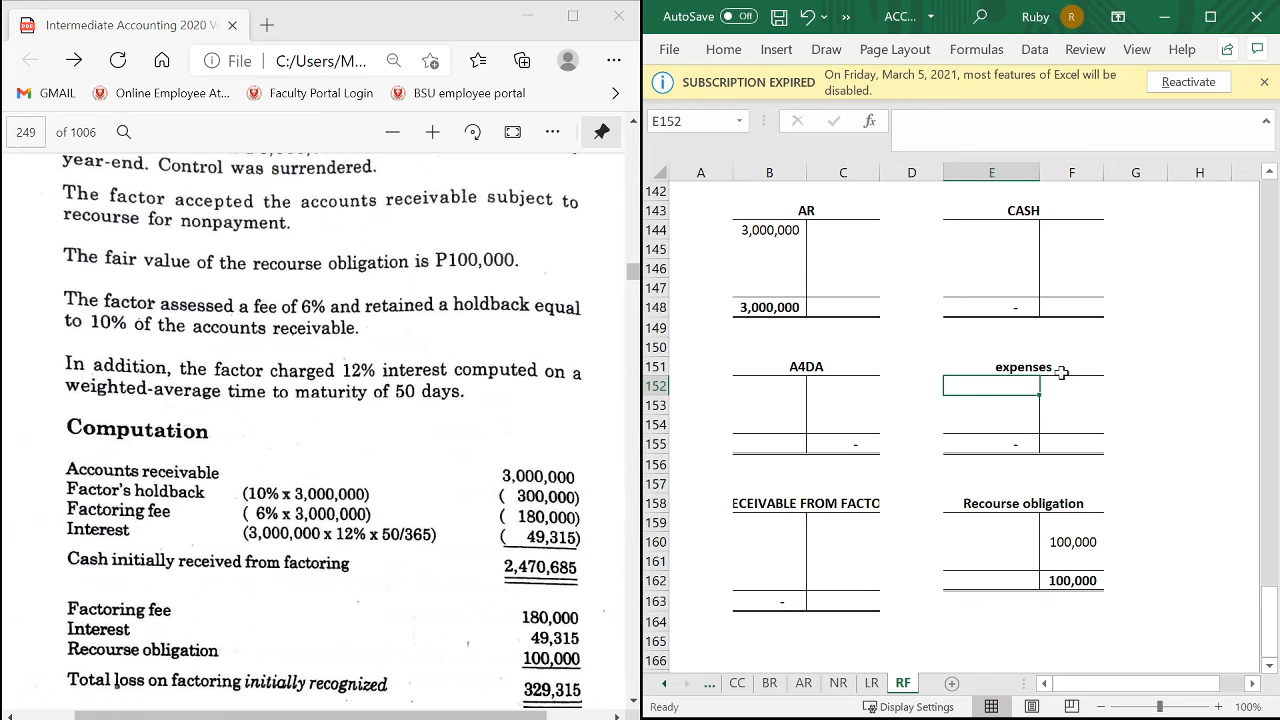 Intermediate Accounting 2020 Vo
File
C:/Users/M...
GMAIL
Online Employee At...
Faculty Portal Login
BSU employee portal
249
of 1006
year-end. Control was surrendered.
The factor accepted the accounts receivable subject to
recourse for nonpayment.
The fair value of the recourse obligation is P100,000.
The factor assessed a fee of 6% and retained a holdback equal
to 10% of the accounts receivable.
In addition, the factor charged 12% interest computed on a
weighted-average time to maturity of 50 days.
Computation
Accounts receivable 3,000,000
Factor's holdback (10% x 3,000,000) ( 300,000)
Factoring fee ( 6% x 3,000,000) ( 180,000)
Interest (3,000,000 x 12% x 50/365) ( 49,315)
Cash initially received from factoring 2,470,685
Factoring fee 180,000
Interest 49,315
Recourse obligation 100,000
Total loss on factoring initially recognized 329,315
AutoSave Off
ACC...
Ruby R
File Home Insert Draw Page Layout Formulas Data Review View Help
SUBSCRIPTION EXPIRED On Friday, March 5, 2021, most features of Excel will be
disabled.
Reactivate
E152
fx
A B C D E F G H
142
143 AR CASH
144 3,000,000
145
146
147
148 3,000,000 -
149
150
151 A4DA expenses
152
153
154
155 - -
156
157
158 ECEIVABLE FROM FACTO Recourse obligation
159
160 100,000
161
162 100,000
163 -
164
165
166
... CC BR AR NR LR RF
Ready
Display Settings
100%